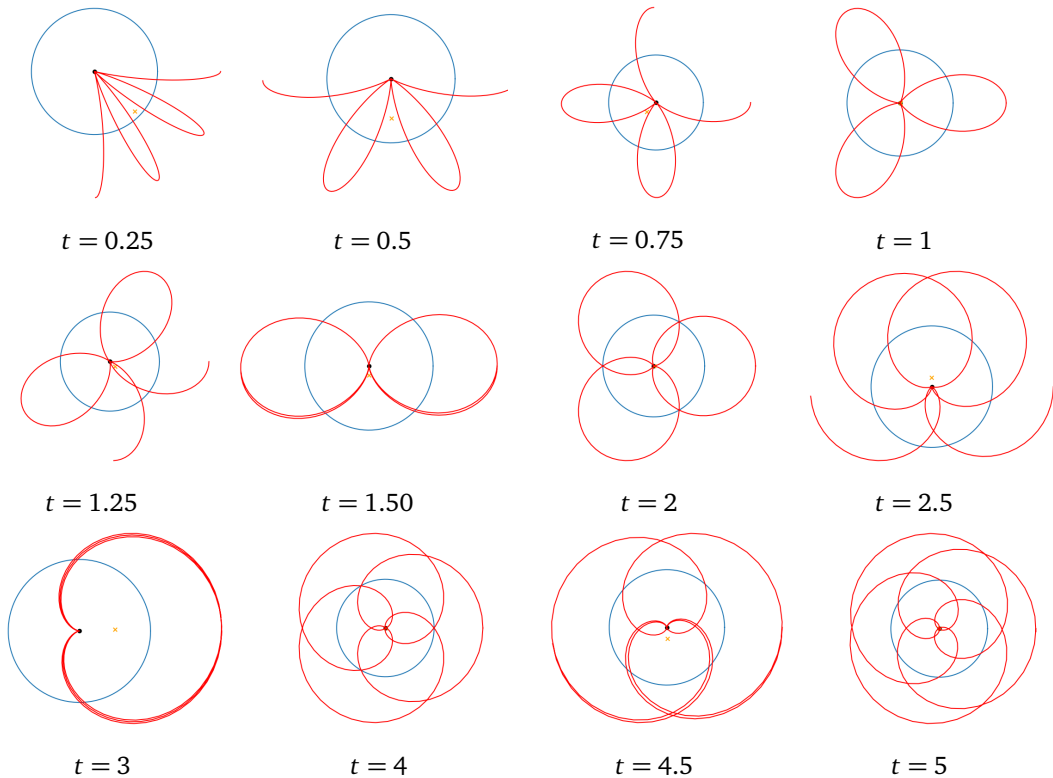 t = 0.25 t = 0.5 t = 0.75 t = 1
t = 1.25 t = 1.50 t = 2 t = 2.5
t = 3 t = 4 t = 4.5 t = 5